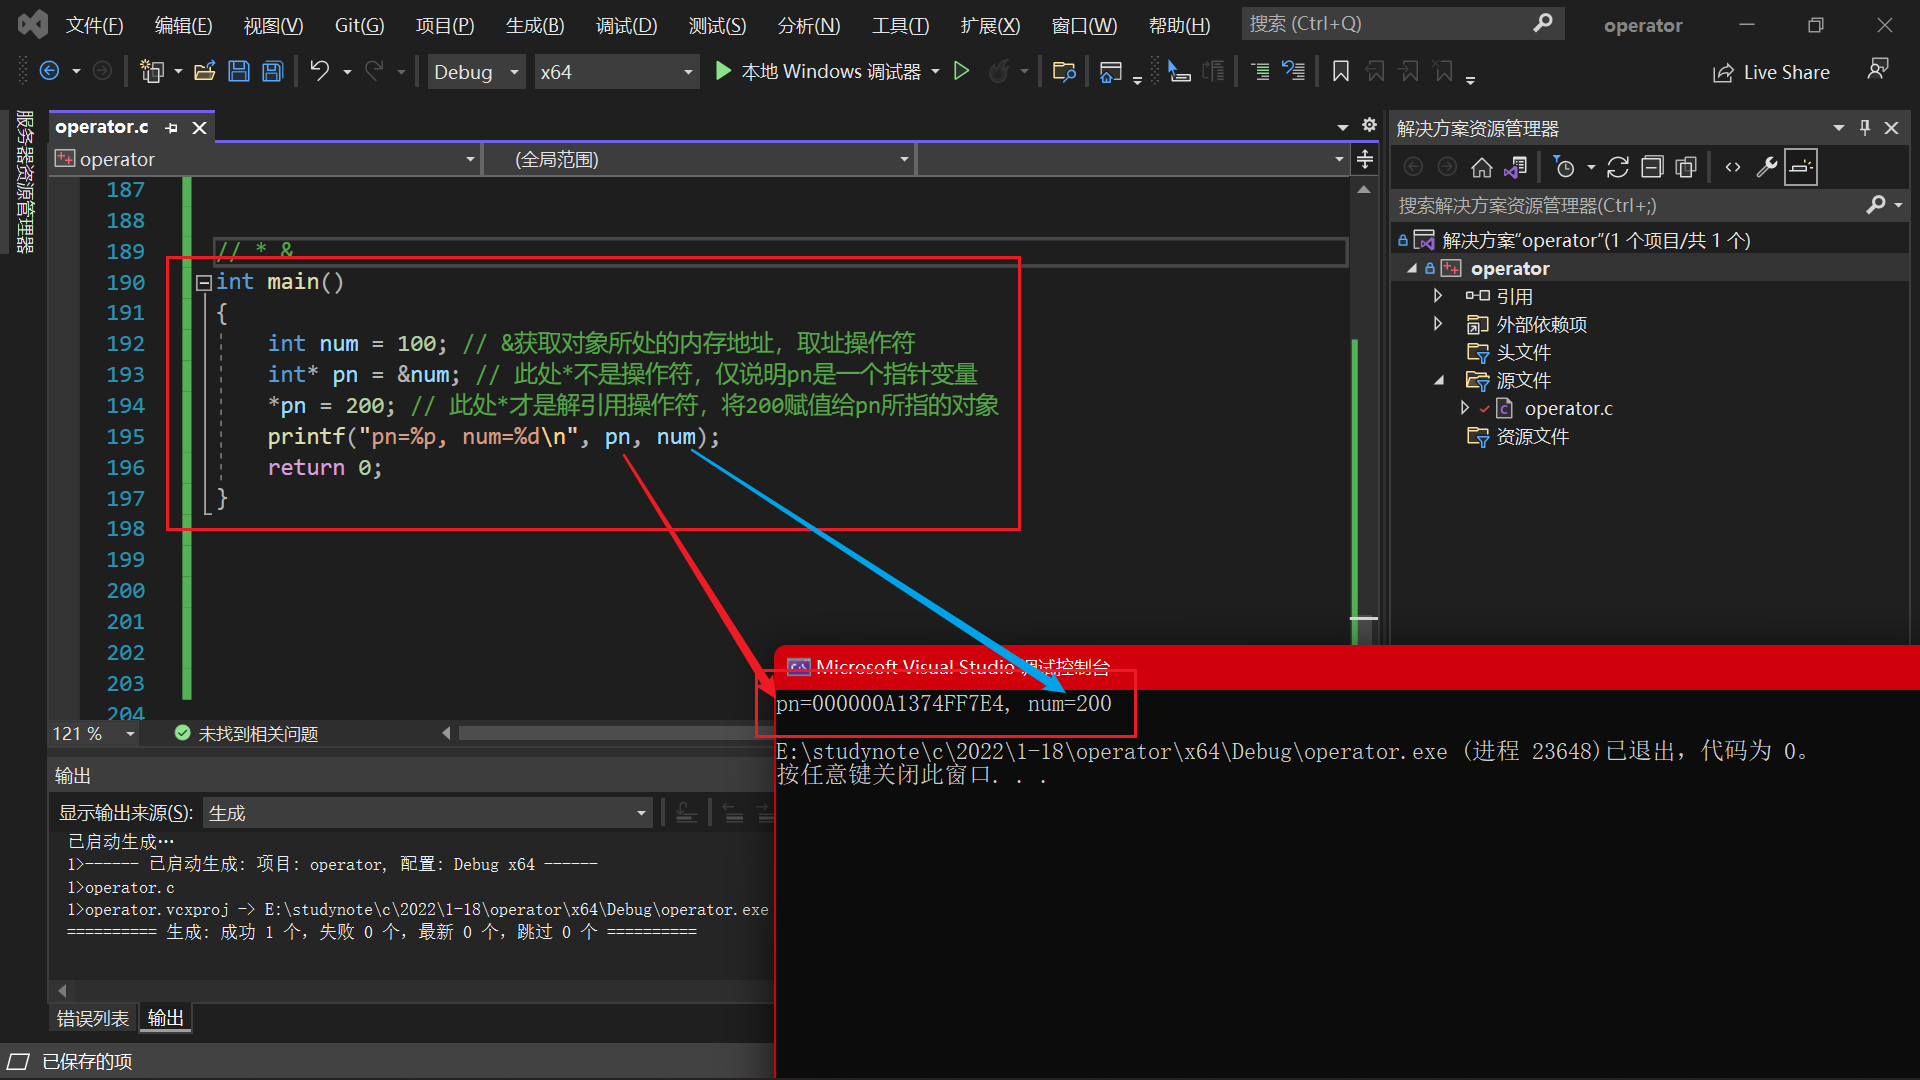 文件(F) 编辑(E) 视图(V) Git(G) 项目(P) 生成(B) 调试(D) 测试(S) 分析(N) 工具(T) 扩展(X) 窗口(W) 帮助(H) 搜索 (Ctrl+Q) operator
Debug x64 本地 Windows 调试器 Live Share
服务器资源管理器
operator.c
operator (全局范围)
187
188
189 // * &
190 int main()
191 {
192 int num = 100; // &获取对象所处的内存地址，取址操作符
193 int* pn = &num; // 此处*不是操作符，仅说明pn是一个指针变量
194 *pn = 200; // 此处*才是解引用操作符，将200赋值给pn所指的对象
195 printf("pn=%p, num=%d\n", pn, num);
196 return 0;
197 }
198
199
200
201
202
203
204
121 % 未找到相关问题
解决方案资源管理器
搜索解决方案资源管理器(Ctrl+;)
解决方案“operator”(1 个项目/共 1 个)
operator
引用
外部依赖项
头文件
源文件
operator.c
资源文件
输出
显示输出来源(S): 生成
已启动生成…
1>------ 已启动生成: 项目: operator, 配置: Debug x64 ------
1>operator.c
1>operator.vcxproj -> E:\studynote\c\2022\1-18\operator\x64\Debug\operator.exe
========== 生成: 成功 1 个，失败 0 个，最新 0 个，跳过 0 个 ==========
错误列表 输出
已保存的项
Microsoft Visual Studio 调试控制台
pn=000000A1374FF7E4, num=200
E:\studynote\c\2022\1-18\operator\x64\Debug\operator.exe (进程 23648)已退出，代码为 0。
按任意键关闭此窗口. . .